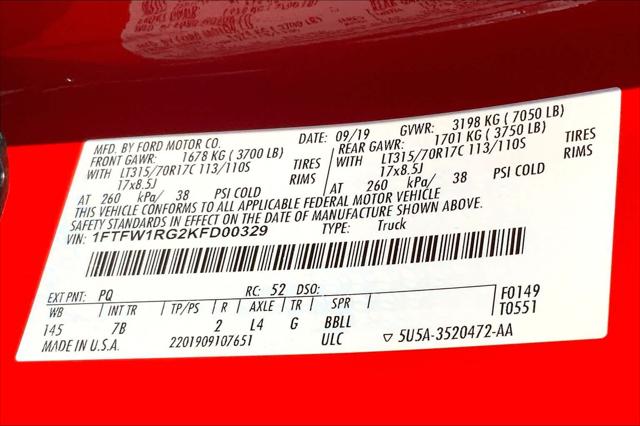 MFD. BY FORD MOTOR CO. DATE: 09/19 GVWR: 3198 KG ( 7050 LB)
FRONT GAWR: 1678 KG ( 3700 LB) REAR GAWR: 1701 KG ( 3750 LB)
WITH LT315/70R17C 113/110S TIRES WITH LT315/70R17C 113/110S TIRES
17x8.5J RIMS 17x8.5J RIMS
AT 260 kPa/ 38 PSI COLD AT 260 kPa/ 38 PSI COLD
THIS VEHICLE CONFORMS TO ALL APPLICABLE FEDERAL MOTOR VEHICLE
SAFETY STANDARDS IN EFFECT ON THE DATE OF MANUFACTURE SHOWN ABOVE.
VIN: 1FTFW1RG2KFD00329 TYPE: Truck
EXT PNT: PQ RC: 52 DSO: F0149
WB INT TR TP/PS R AXLE TR SPR T0551
145 7B 2 L4 G BBLL
MADE IN U.S.A. 2201909107651 ULC ▽ 5U5A-3520472-AA